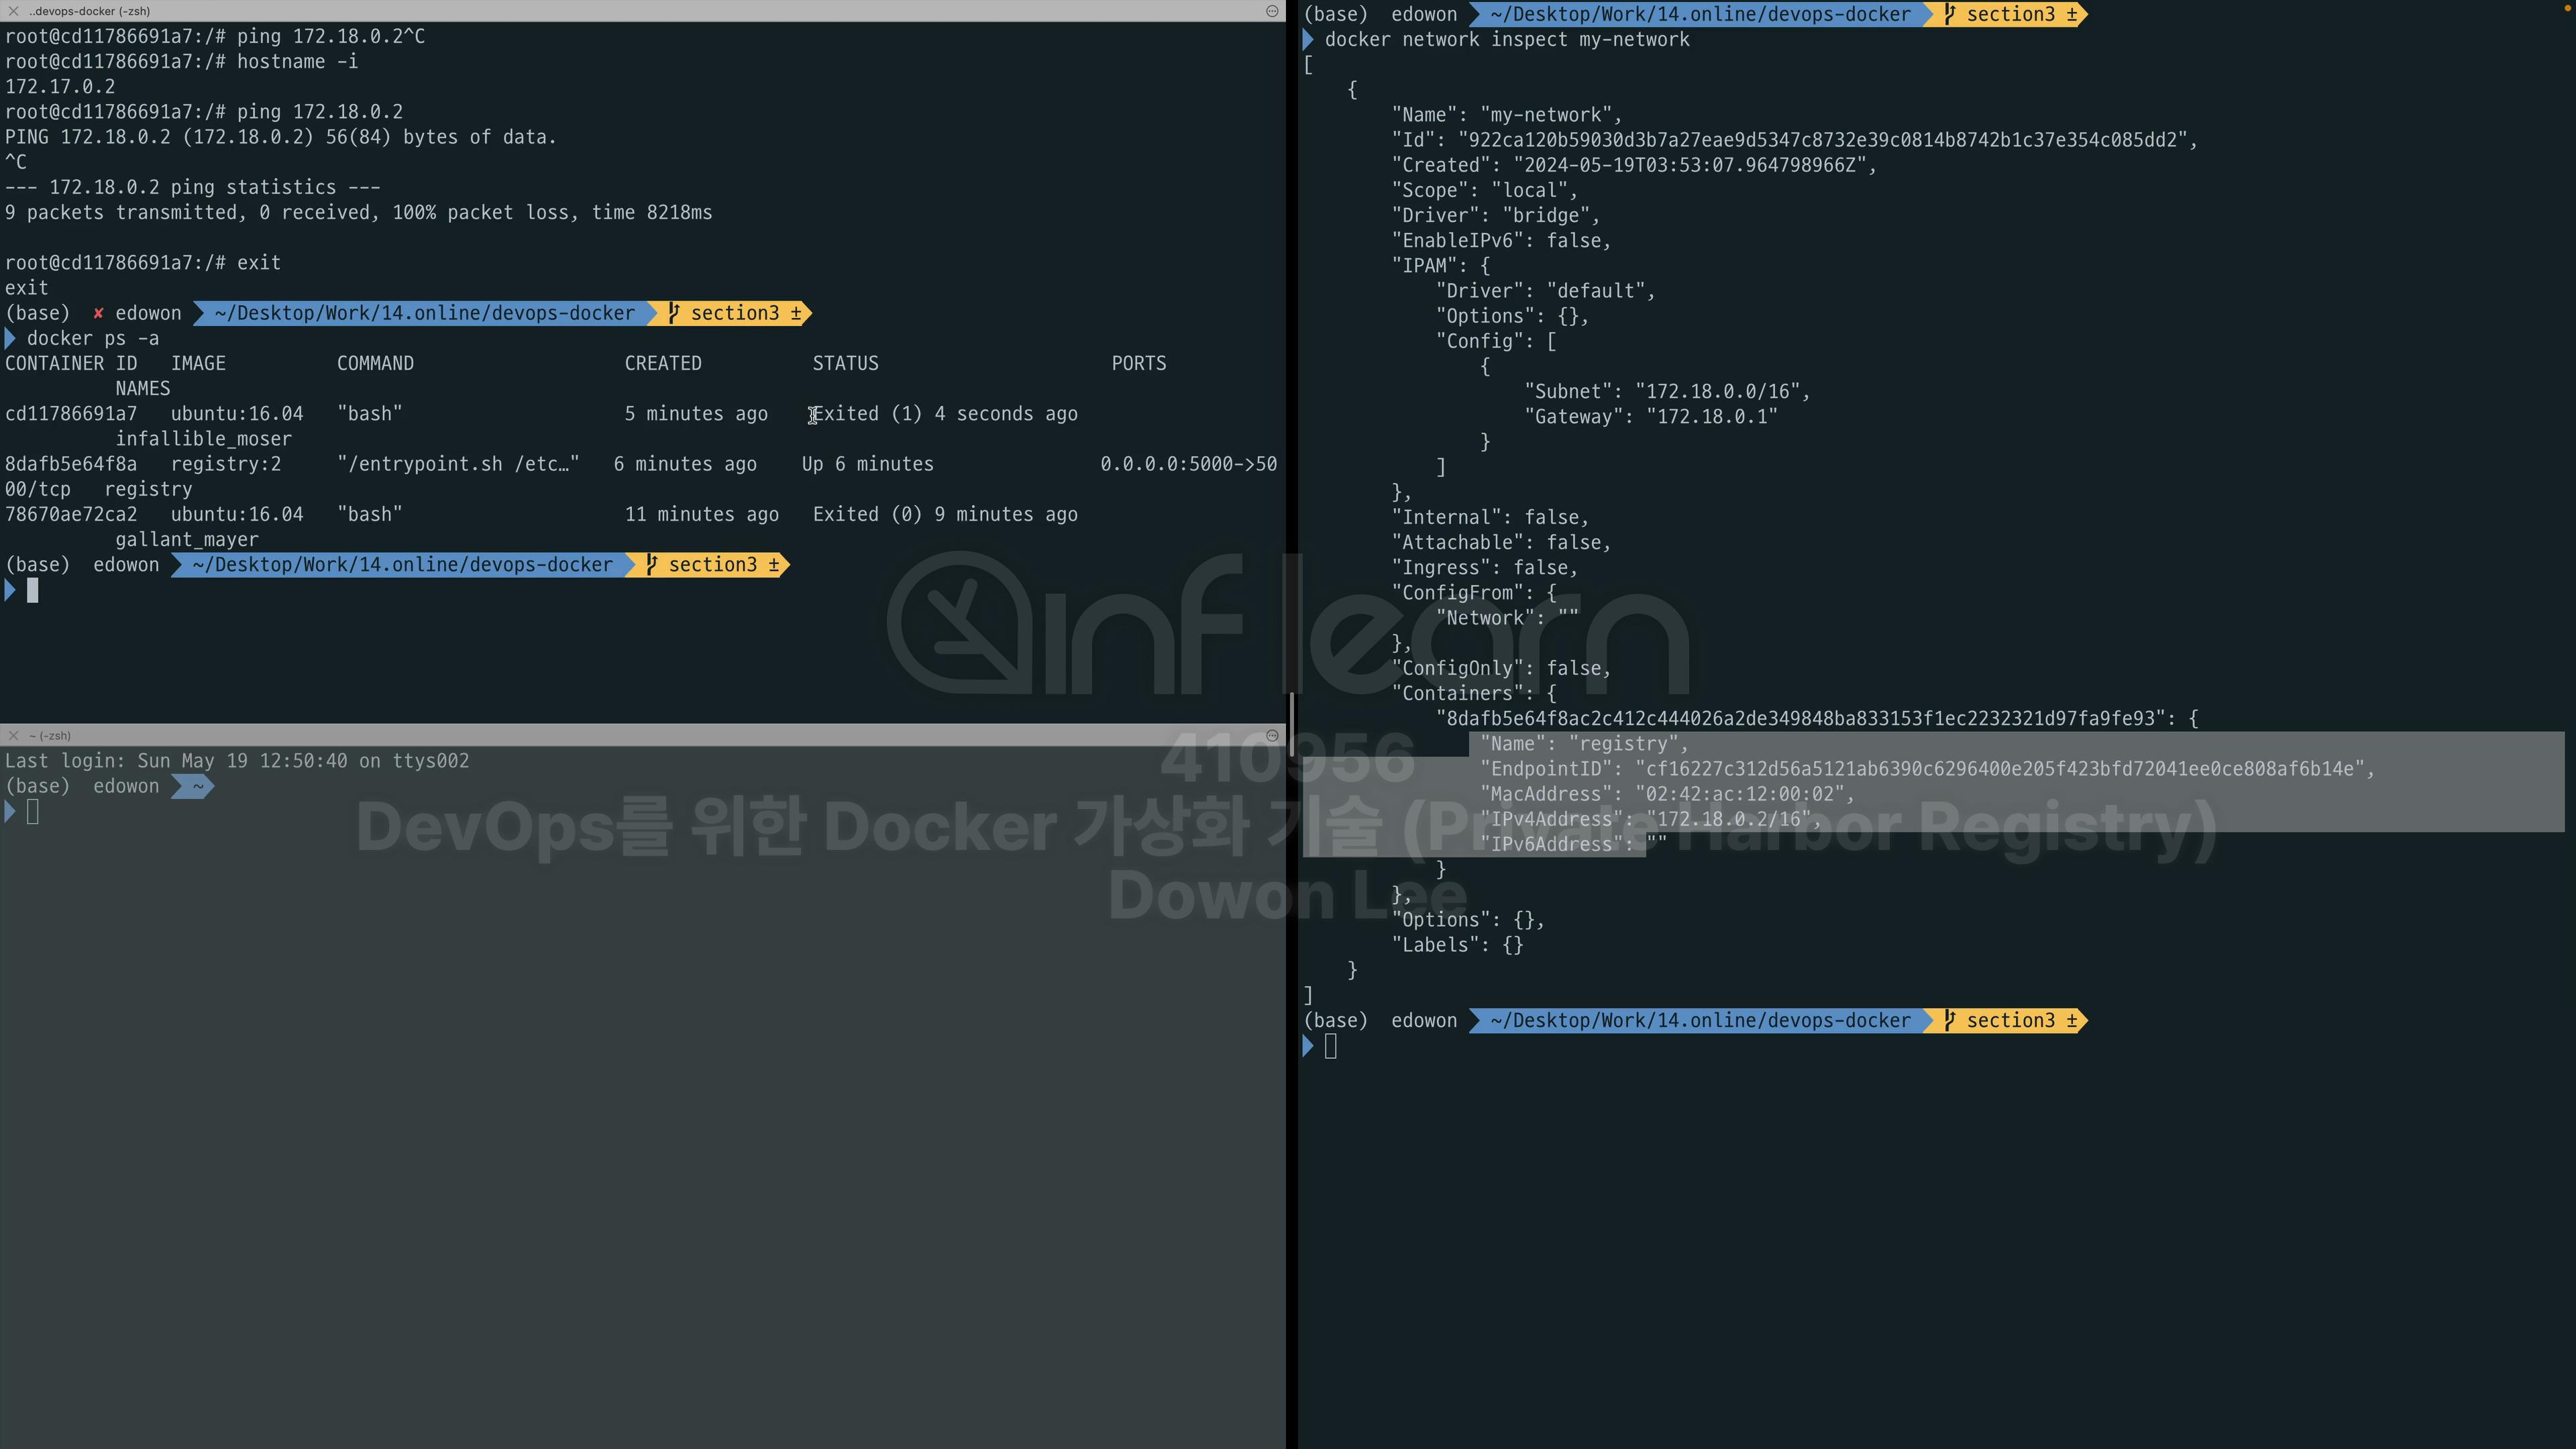 ..devops-docker (-zsh)
root@cd11786691a7:/# ping 172.18.0.2^C
root@cd11786691a7:/# hostname -i
172.17.0.2
root@cd11786691a7:/# ping 172.18.0.2
PING 172.18.0.2 (172.18.0.2) 56(84) bytes of data.
^C
--- 172.18.0.2 ping statistics ---
9 packets transmitted, 0 received, 100% packet loss, time 8218ms
root@cd11786691a7:/# exit
exit
(base) ✘ edowon ~/Desktop/Work/14.online/devops-docker section3 ±
docker ps -a
CONTAINER ID IMAGE COMMAND CREATED STATUS PORTS
NAMES
cd11786691a7 ubuntu:16.04 "bash" 5 minutes ago Exited (1) 4 seconds ago
infallible_moser
8dafb5e64f8a registry:2 "/entrypoint.sh /etc…" 6 minutes ago Up 6 minutes 0.0.0.0:5000->50
00/tcp registry
78670ae72ca2 ubuntu:16.04 "bash" 11 minutes ago Exited (0) 9 minutes ago
gallant_mayer
(base) edowon ~/Desktop/Work/14.online/devops-docker section3 ±
~ (-zsh)
Last login: Sun May 19 12:50:40 on ttys002
(base) edowon ~
(base) edowon ~/Desktop/Work/14.online/devops-docker section3 ±
docker network inspect my-network
[
{
"Name": "my-network",
"Id": "922ca120b59030d3b7a27eae9d5347c8732e39c0814b8742b1c37e354c085dd2",
"Created": "2024-05-19T03:53:07.964798966Z",
"Scope": "local",
"Driver": "bridge",
"EnableIPv6": false,
"IPAM": {
"Driver": "default",
"Options": {},
"Config": [
{
"Subnet": "172.18.0.0/16",
"Gateway": "172.18.0.1"
}
]
},
"Internal": false,
"Attachable": false,
"Ingress": false,
"ConfigFrom": {
"Network": ""
},
"ConfigOnly": false,
"Containers": {
"8dafb5e64f8ac2c412c444026a2de349848ba833153f1ec2232321d97fa9fe93": {
"Name": "registry",
"EndpointID": "cf16227c312d56a5121ab6390c6296400e205f423bfd72041ee0ce808af6b14e",
"MacAddress": "02:42:ac:12:00:02",
"IPv4Address": "172.18.0.2/16",
"IPv6Address": ""
}
},
"Options": {},
"Labels": {}
}
]
(base) edowon ~/Desktop/Work/14.online/devops-docker section3 ±
inflearn
410956
DevOps를 위한 Docker 가상화 기술 (Private Harbor Registry)
Dowon Lee